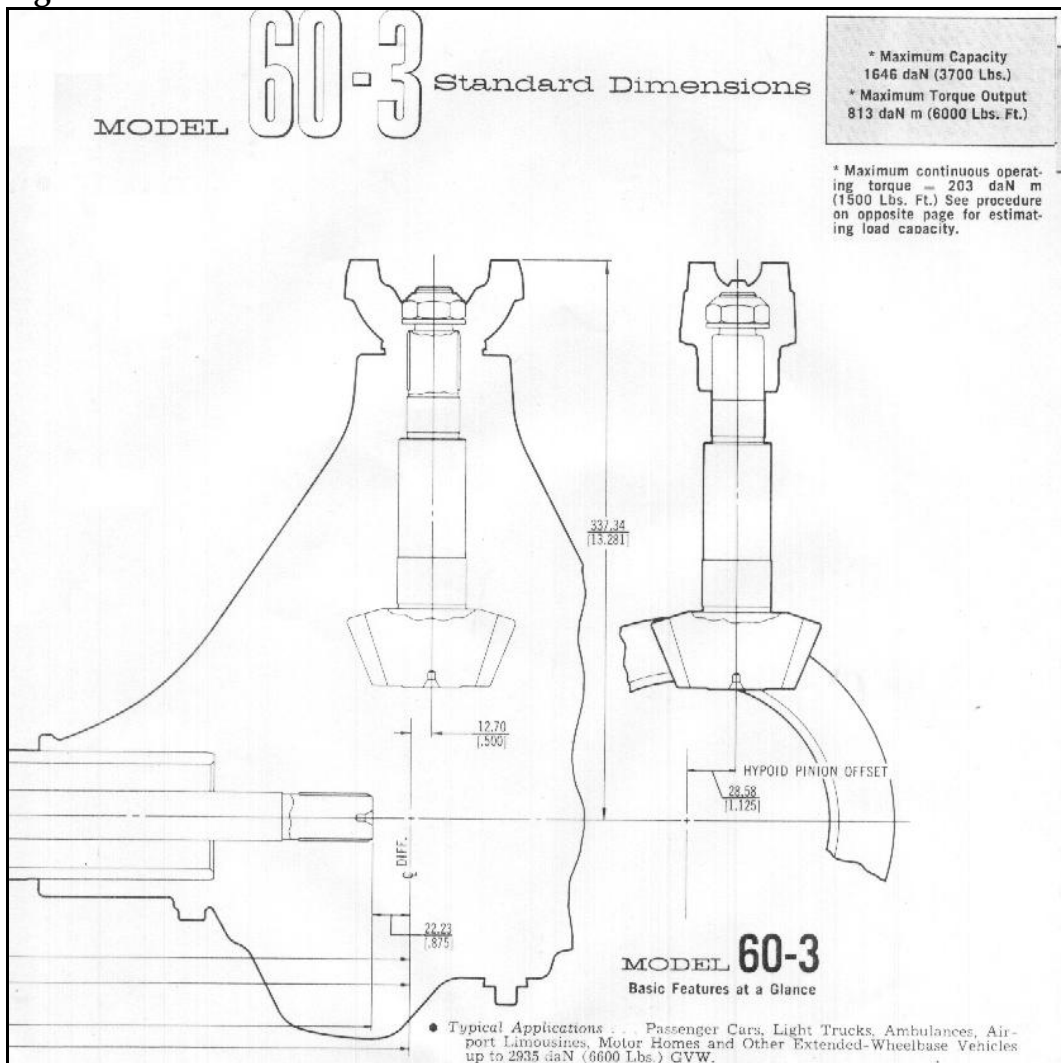 MODEL 60-3 Standard Dimensions
* Maximum Capacity
1646 daN (3700 Lbs.)
* Maximum Torque Output
813 daN m (6000 Lbs. Ft.)
* Maximum continuous operat-
ing torque = 203 daN m
(1500 Lbs. Ft.) See procedure
on opposite page for estimat-
ing load capacity.
337.34
[13.281]
12.70
[.500]
HYPOID PINION OFFSET
28.58
[1.125]
℄ DIFF.
22.23
[.875]
MODEL 60-3
Basic Features at a Glance
● Typical Applications . . . Passenger Cars, Light Trucks, Ambulances, Air-
port Limousines, Motor Homes and Other Extended-Wheelbase Vehicles
up to 2935 daN (6600 Lbs.) GVW.